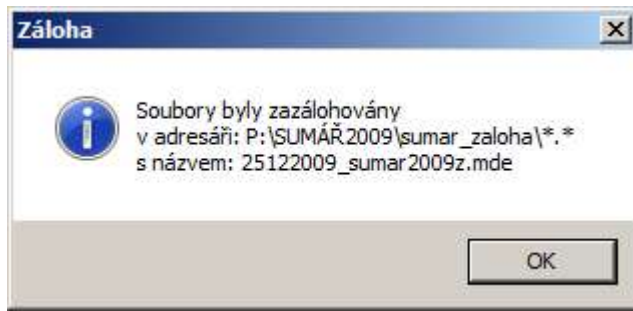 Záloha
Soubory byly zazálohovány
v adresáři: P:\SUMÁŘ2009\sumar_zaloha\*.*
s názvem: 25122009_sumar2009z.mde
OK